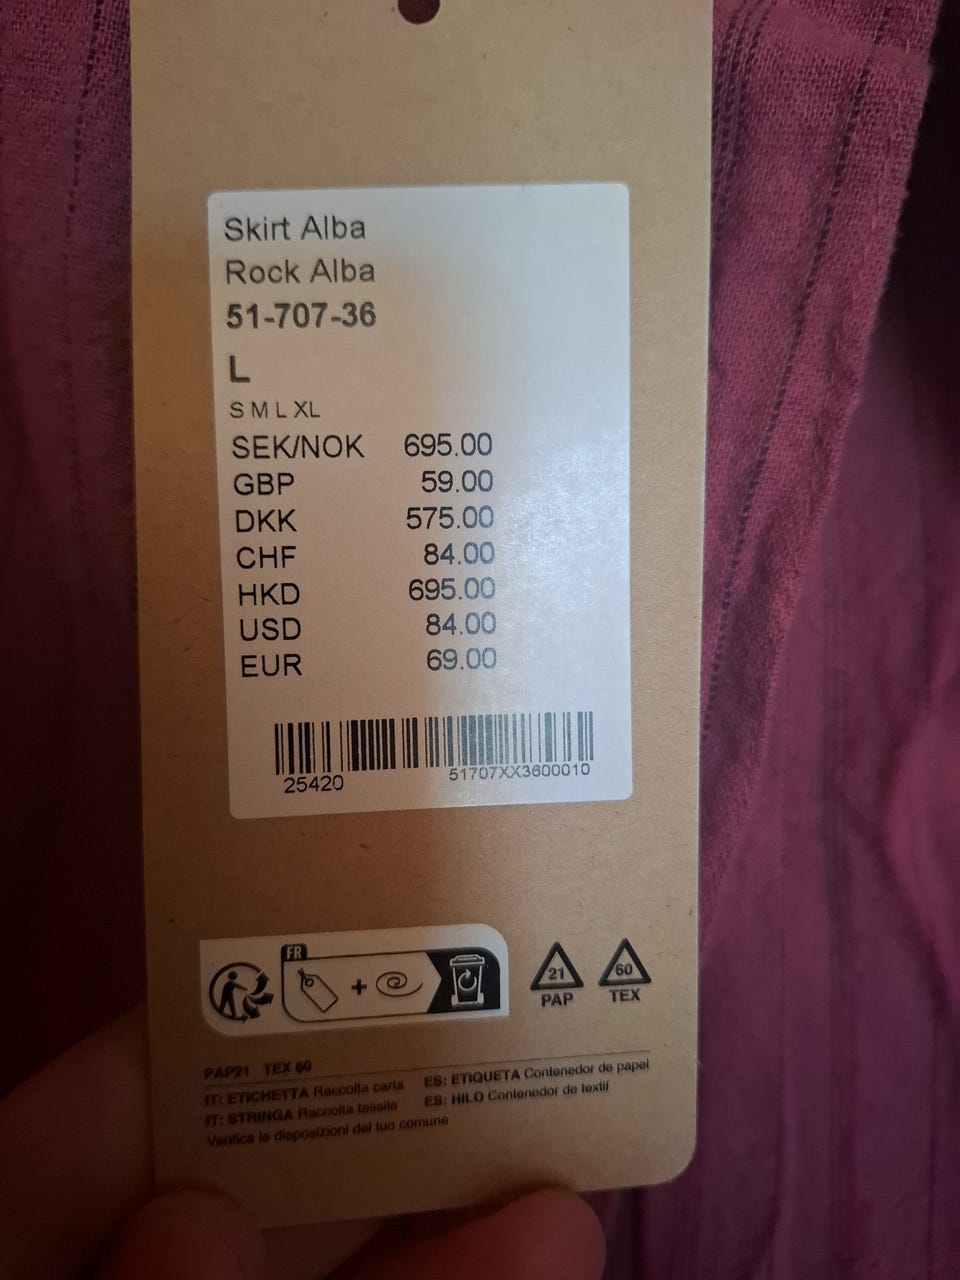 Skirt Alba
Rock Alba
51-707-36
L
S M L XL
SEK/NOK 695.00
GBP 59.00
DKK 575.00
CHF 84.00
HKD 695.00
USD 84.00
EUR 69.00
25420 51707XX3600010
FR
21 60
PAP TEX
PAP21 TEX 60
IT: ETICHETTA Raccolta carta ES: ETIQUETA Contenedor de papel
IT: STRINGA Raccolta tessile ES: HILO Contenedor de textil
Verifica le disposizioni del tuo comune